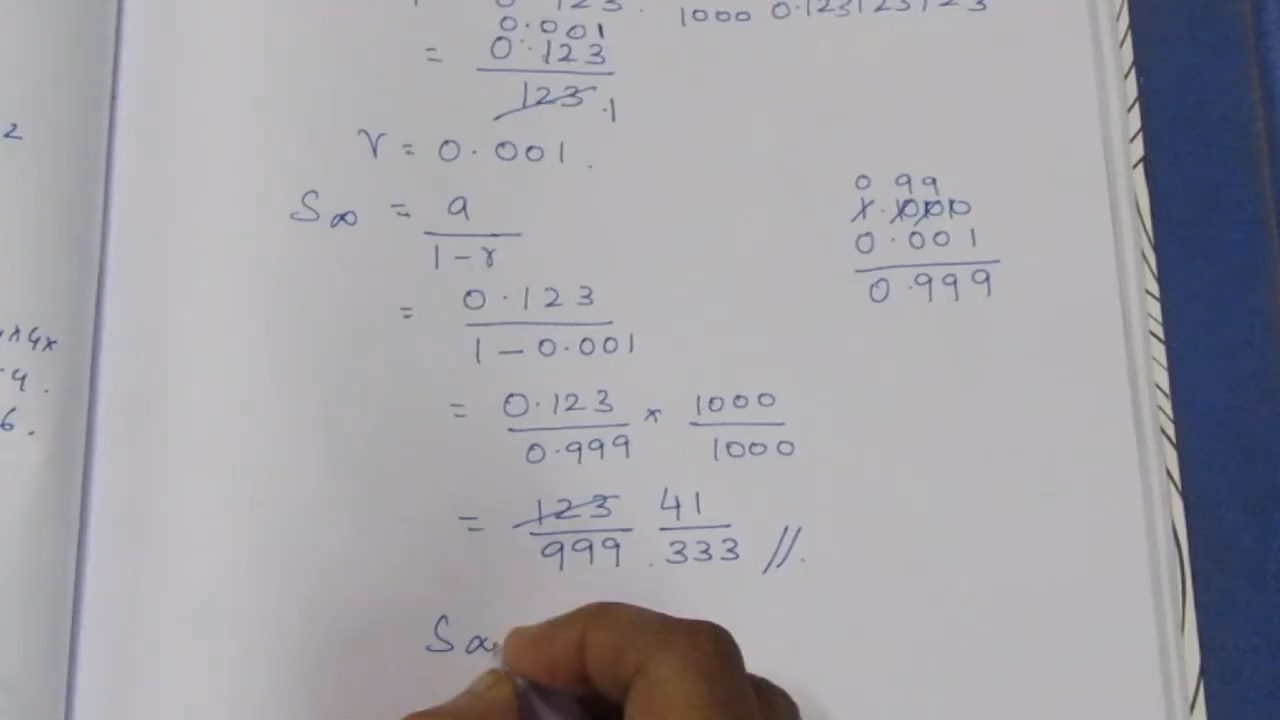 1000 0.123123123
0.001
= 0.123
123 .1
r = 0.001.
S∞ = a
1 - r
= 0.123
1 - 0.001
= 0.123 × 1000
0.999 1000
= 123 41
999 333 //.
S∞
0 99
1.000
0.001
0.999
2
4x
4.
6.